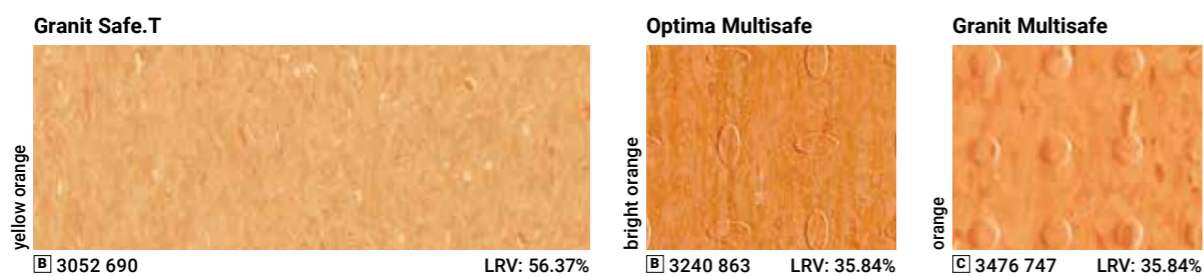 Granit Safe.T
yellow orange
B 3052 690 LRV: 56.37%
Optima Multisafe
bright orange
B 3240 863 LRV: 35.84%
Granit Multisafe
orange
C 3476 747 LRV: 35.84%